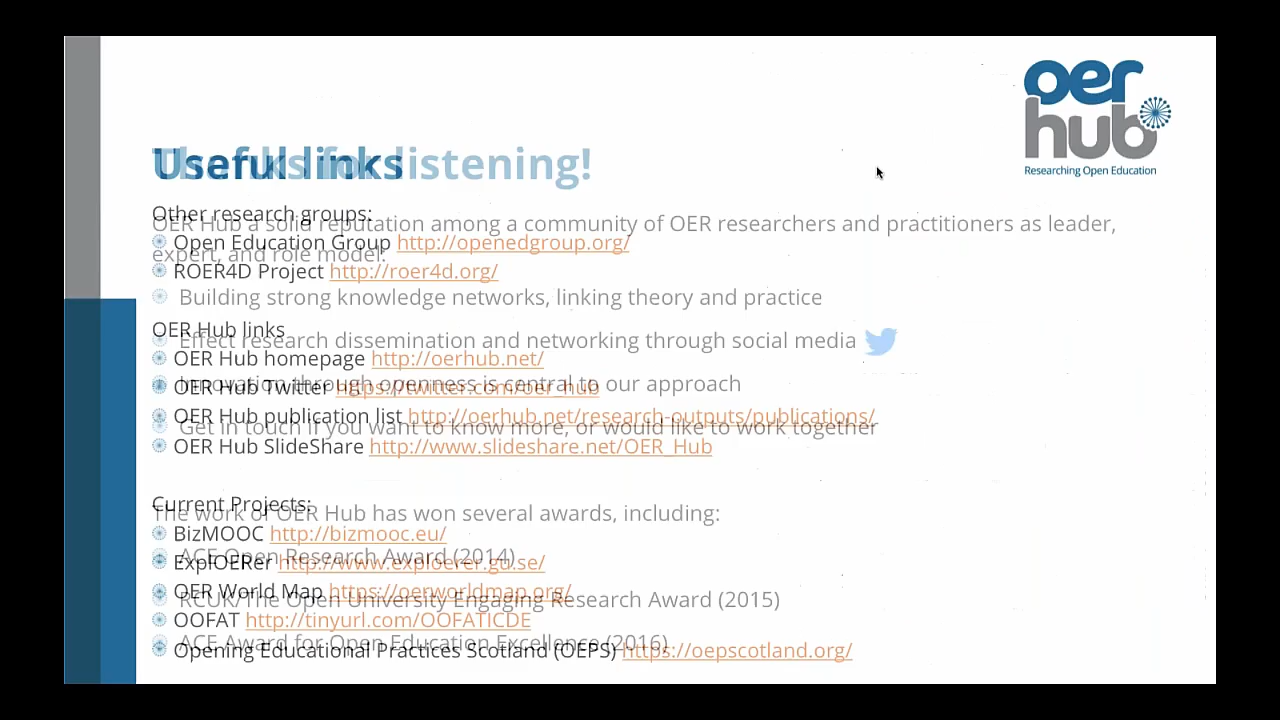 oer
hub
Researching Open Education
Useful links
Thanks for listening!
Other research groups:
OER Hub a solid reputation among a community of OER researchers and practitioners as leader,
Open Education Group http://openedgroup.org/
expert, and role model.
ROER4D Project http://roer4d.org/
Building strong knowledge networks, linking theory and practice
OER Hub links
Effect research dissemination and networking through social media
OER Hub homepage http://oerhub.net/
Innovation through openness is central to our approach
OER Hub Twitter https://twitter.com/oer_hub
OER Hub publication list http://oerhub.net/research-outputs/publications/
Get in touch if you want to know more, or would like to work together
OER Hub SlideShare http://www.slideshare.net/OER_Hub
Current Projects:
The work of OER Hub has won several awards, including:
BizMOOC http://bizmooc.eu/
ACE Open Research Award (2014)
ExplOERer http://www.exploerer.gu.se/
OER World Map https://oerworldmap.org/
RCUK/The Open University Engaging Research Award (2015)
OOFAT http://tinyurl.com/OOFATICDE
ACE Award for Open Education Excellence (2016)
Opening Educational Practices Scotland (OEPS) https://oepscotland.org/